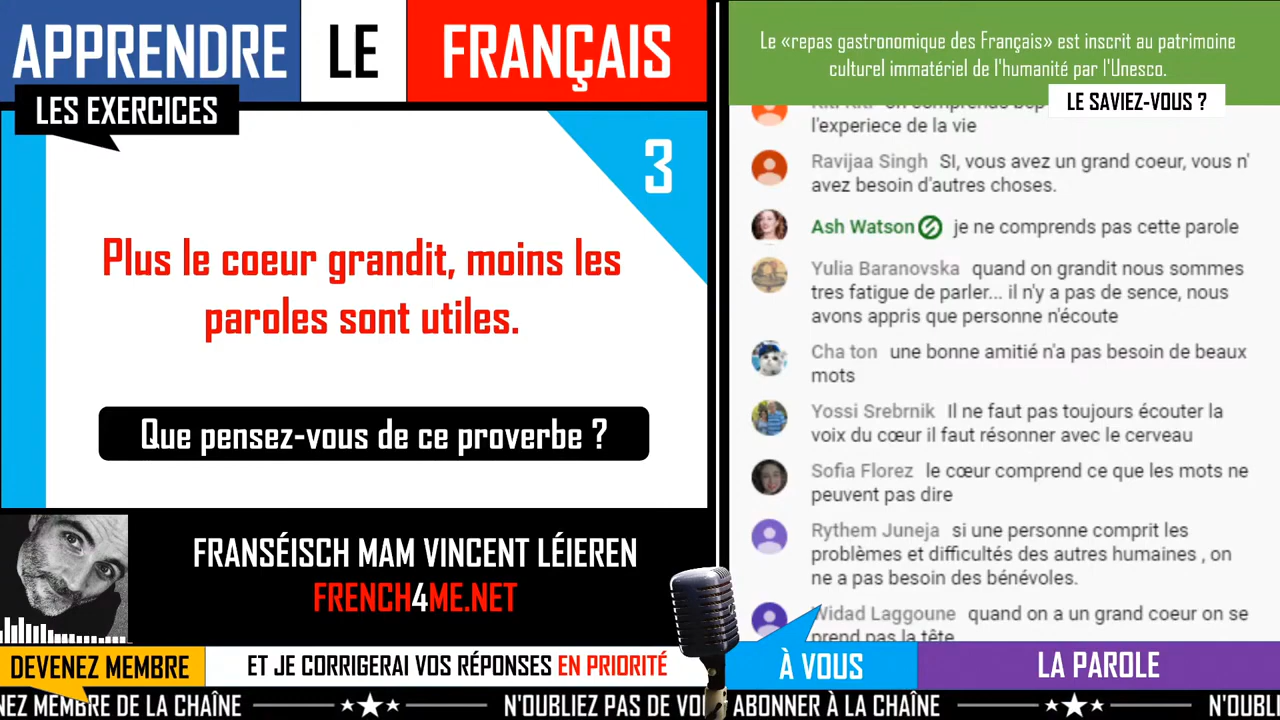 APPRENDRE LE FRANÇAIS
LES EXERCICES
3
Plus le coeur grandit, moins les
paroles sont utiles.
Que pensez-vous de ce proverbe ?
FRANSÉISCH MAM VINCENT LÉIEREN
FRENCH4ME.NET
DEVENEZ MEMBRE
ET JE CORRIGERAI VOS RÉPONSES EN PRIORITÉ
Le «repas gastronomique des Français» est inscrit au patrimoine
culturel immatériel de l'humanité par l'Unesco.
LE SAVIEZ-VOUS ?
l'experiece de la vie
Ravijaa Singh SI, vous avez un grand coeur, vous n'
avez besoin d'autres choses.
Ash Watson je ne comprends pas cette parole
Yulia Baranovska quand on grandit nous sommes
tres fatigue de parler... il n'y a pas de sence, nous
avons appris que personne n'écoute
Cha ton une bonne amitié n'a pas besoin de beaux
mots
Yossi Srebrnik Il ne faut pas toujours écouter la
voix du cœur il faut résonner avec le cerveau
Sofia Florez le cœur comprend ce que les mots ne
peuvent pas dire
Rythem Juneja si une personne comprit les
problèmes et difficultés des autres humaines , on
ne a pas besoin des bénévoles.
Widad Laggoune quand on a un grand coeur on se
prend pas la tête
À VOUS
LA PAROLE
NEZ MEMBRE DE LA CHAÎNE N'OUBLIEZ PAS DE VO ABONNER À LA CHAÎNE N'OUBL